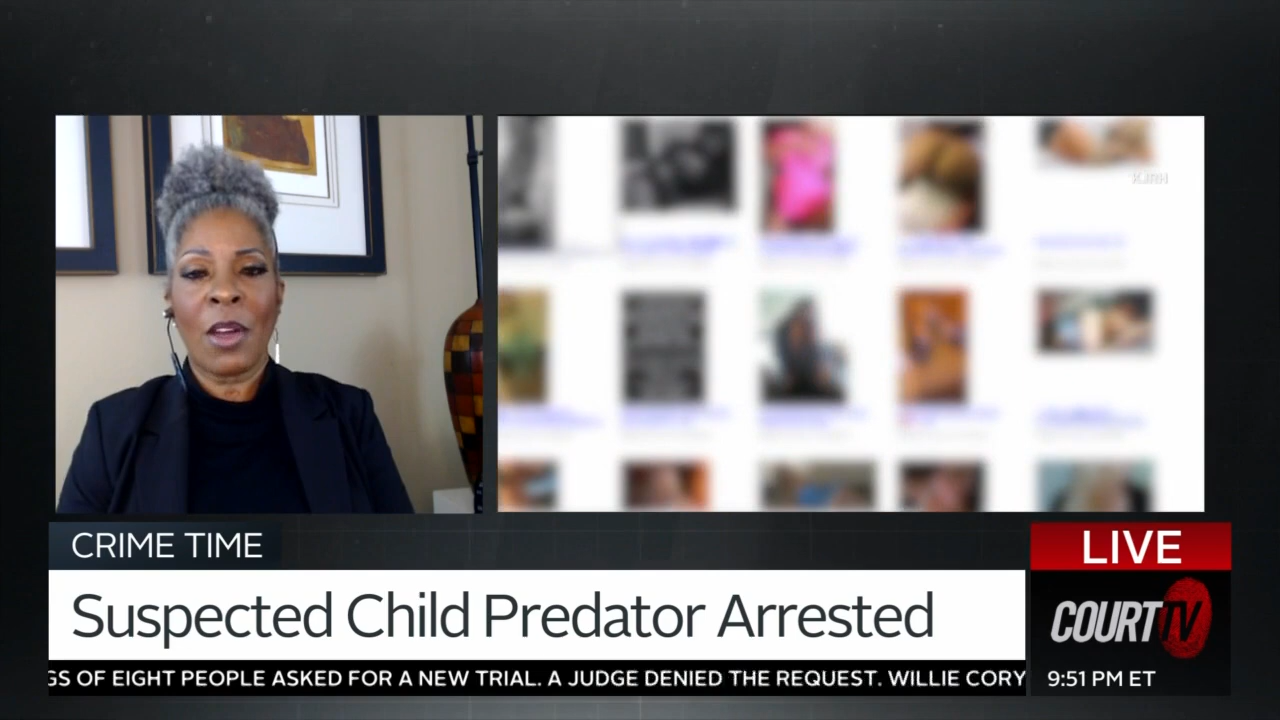 KJRH
CRIME TIME
LIVE
Suspected Child Predator Arrested
COURT TV
GS OF EIGHT PEOPLE ASKED FOR A NEW TRIAL. A JUDGE DENIED THE REQUEST. WILLIE CORY
9:51 PM ET